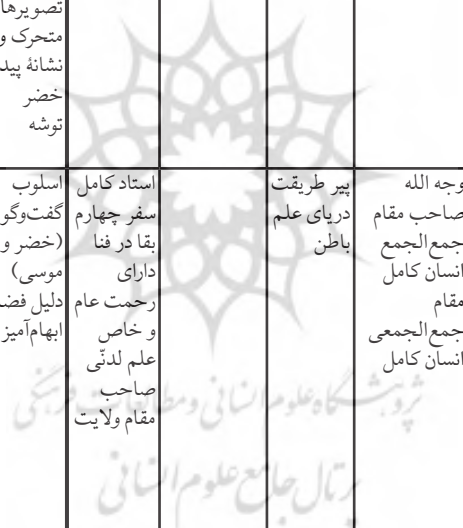 تصویرها
متحرک و
نشانهٔ پید
خضر
توشه
وجه الله
صاحب مقام
جمع‌الجمع
انسان کامل
مقام
جمع‌الجمعی
انسان کامل
پیر طریقت
دریای علم
باطن
استاد کامل
سفر چهارم
بقا در فنا
دارای
رحمت عام
و خاص
علم لدنّی
صاحب
مقام ولایت
اسلوب
گفت‌وگو
(خضر و
موسی)
دلیل فضـ
ابهام‌آمیز
پژوهشگاه علوم انسانی و مطالعات فرهنگی
پرتال جامع علوم انسانی